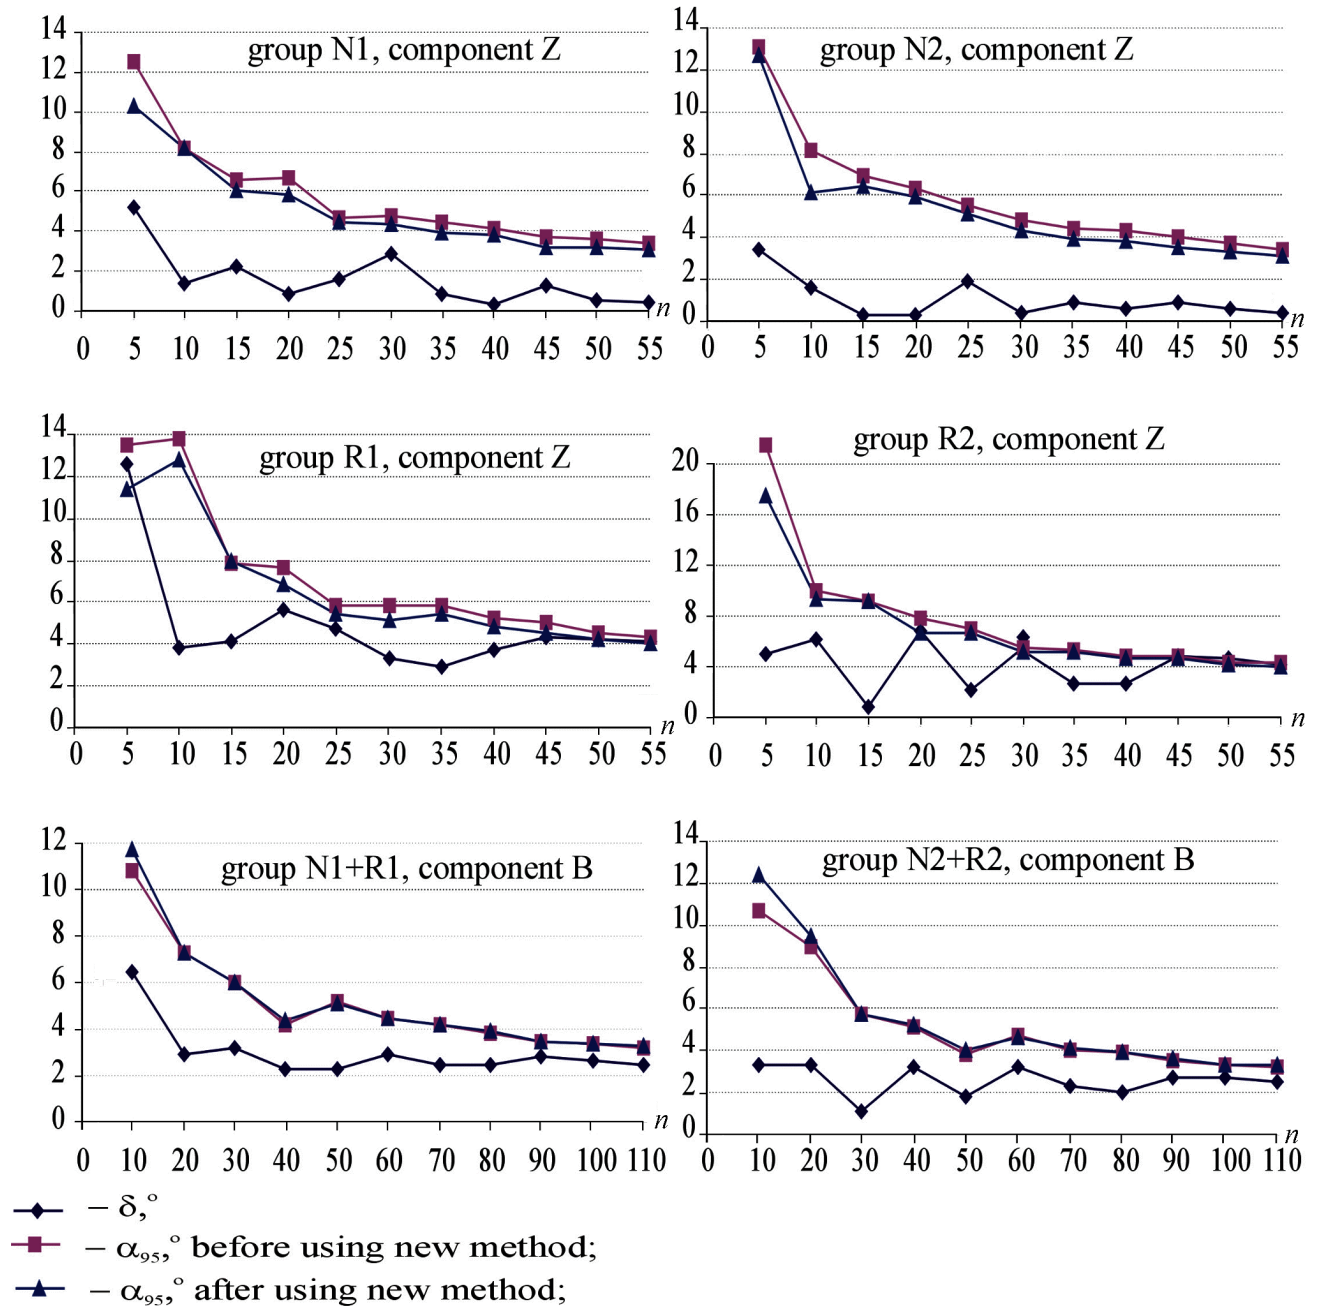 group N1, component Z
14
12
10
8
6
4
2
0
0 5 10 15 20 25 30 35 40 45 50 55
n
group N2, component Z
14
12
10
8
6
4
2
0
0 5 10 15 20 25 30 35 40 45 50 55
n
group R1, component Z
14
12
10
8
6
4
2
0
0 5 10 15 20 25 30 35 40 45 50 55
n
group R2, component Z
20
16
12
8
4
0
0 5 10 15 20 25 30 35 40 45 50 55
n
group N1+R1, component B
12
10
8
6
4
2
0
0 10 20 30 40 50 60 70 80 90 100 110
n
group N2+R2, component B
14
12
10
8
6
4
2
0
0 10 20 30 40 50 60 70 80 90 100 110
n
– δ,°
– α₉₅,° before using new method;
– α₉₅,° after using new method;